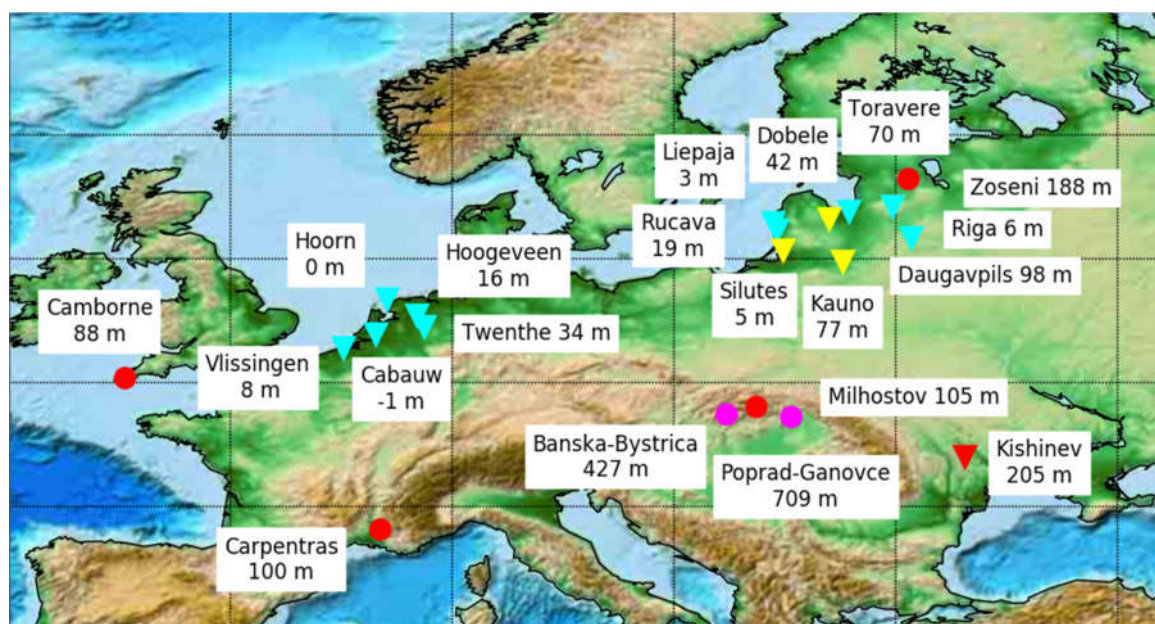 Toravere
70 m
Dobele
42 m
Liepaja
3 m
Zoseni 188 m
Rucava
19 m
Riga 6 m
Hoorn
0 m
Hoogeveen
16 m
Daugavpils 98 m
Silutes
5 m
Kauno
77 m
Camborne
88 m
Twenthe 34 m
Vlissingen
8 m
Cabauw
-1 m
Milhostov 105 m
Banska-Bystrica
427 m
Poprad-Ganovce
709 m
Kishinev
205 m
Carpentras
100 m